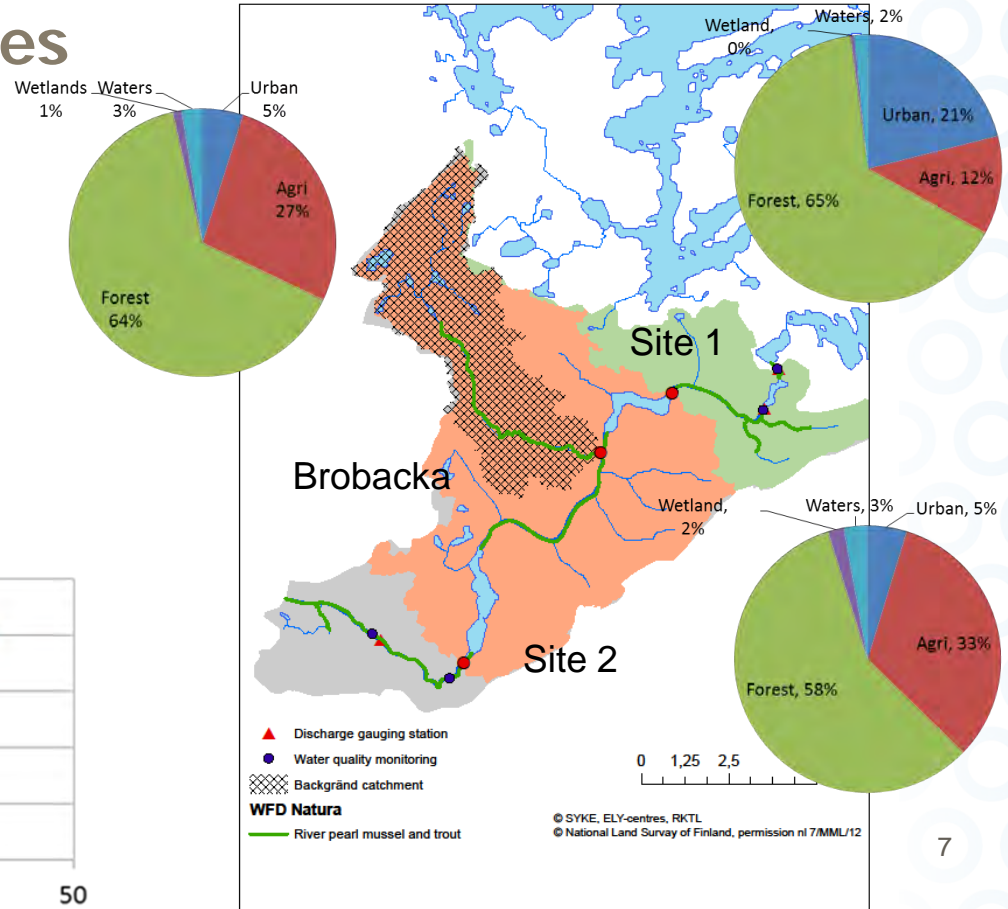 es
Wetlands
1%
Waters
3%
Urban
5%
Agri
27%
Forest
64%
Wetland,
0%
Waters, 2%
Urban, 21%
Agri, 12%
Forest, 65%
Site 1
Brobacka
Wetland,
2%
Waters, 3%
Urban, 5%
Agri, 33%
Forest, 58%
Site 2
Discharge gauging station
Water quality monitoring
Backgränd catchment
WFD Natura
River pearl mussel and trout
0 1,25 2,5
© SYKE, ELY-centres, RKTL
© National Land Survay of Finland, permission nl 7/MML/12
7
50